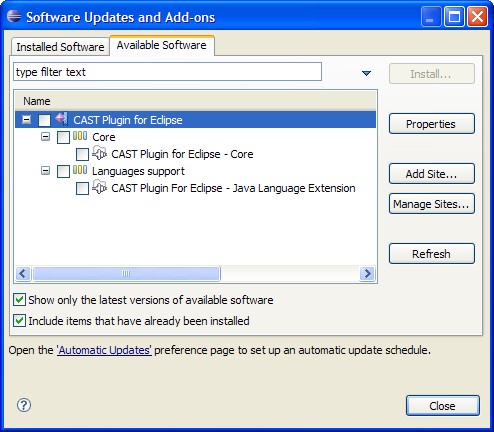 Software Updates and Add-ons
Installed Software Available Software
type filter text Install...
Name
CAST Plugin for Eclipse Properties
Core
CAST Plugin for Eclipse - Core
Languages support Add Site...
CAST Plugin For Eclipse - Java Language Extension
Manage Sites...
Refresh
Show only the latest versions of available software
Include items that have already been installed
Open the 'Automatic Updates' preference page to set up an automatic update schedule.
? Close